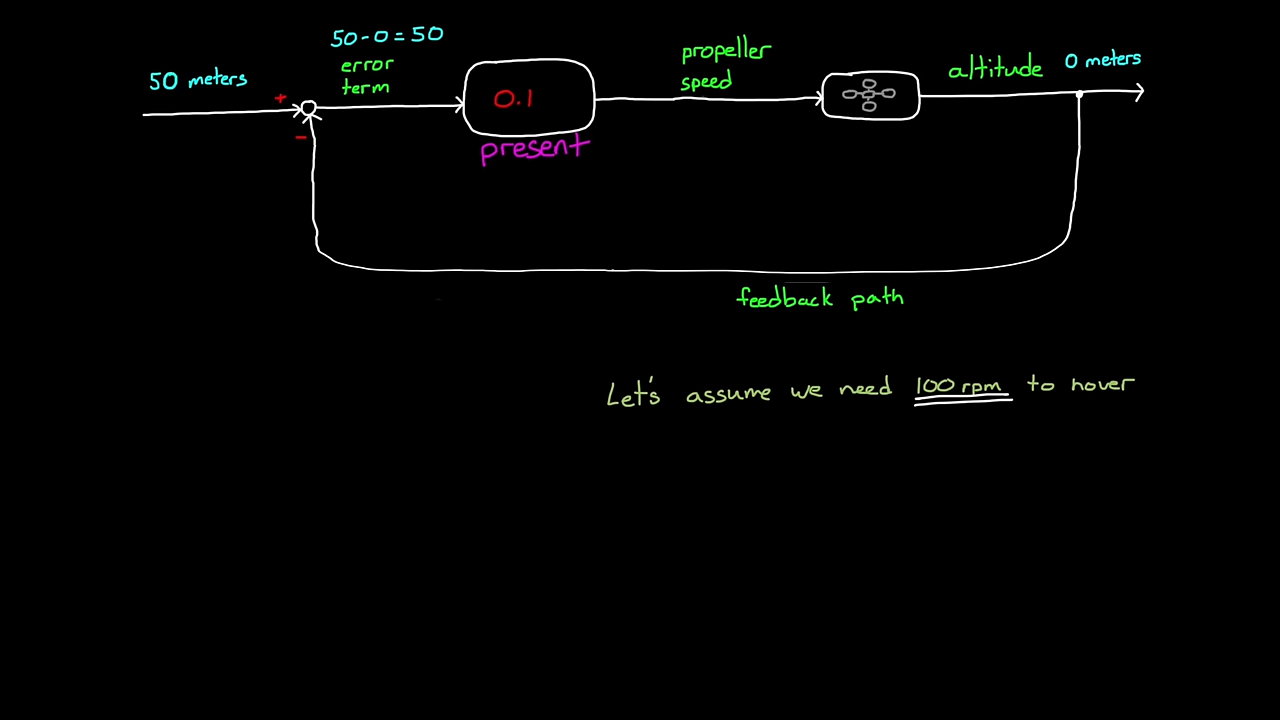 50 - 0 = 50
50 meters
error
term
+
-
0.1
present
propeller
speed
altitude
0 meters
feedback path
Let's assume we need 100 rpm to hover